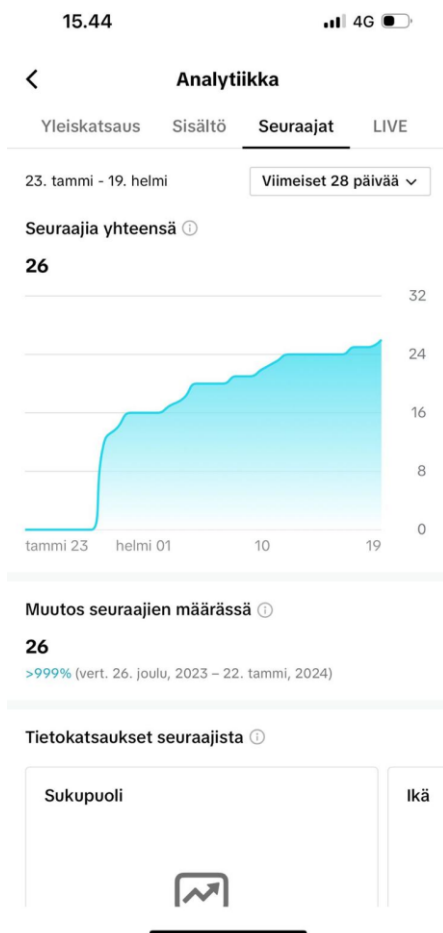 15.44 4G
Analytiikka
Yleiskatsaus Sisältö Seuraajat LIVE
23. tammi - 19. helmi Viimeiset 28 päivää
Seuraajia yhteensä
26
32
24
16
8
0
tammi 23 helmi 01 10 19
Muutos seuraajien määrässä
26
>999% (vert. 26. joulu, 2023 – 22. tammi, 2024)
Tietokatsaukset seuraajista
Sukupuoli Ikä